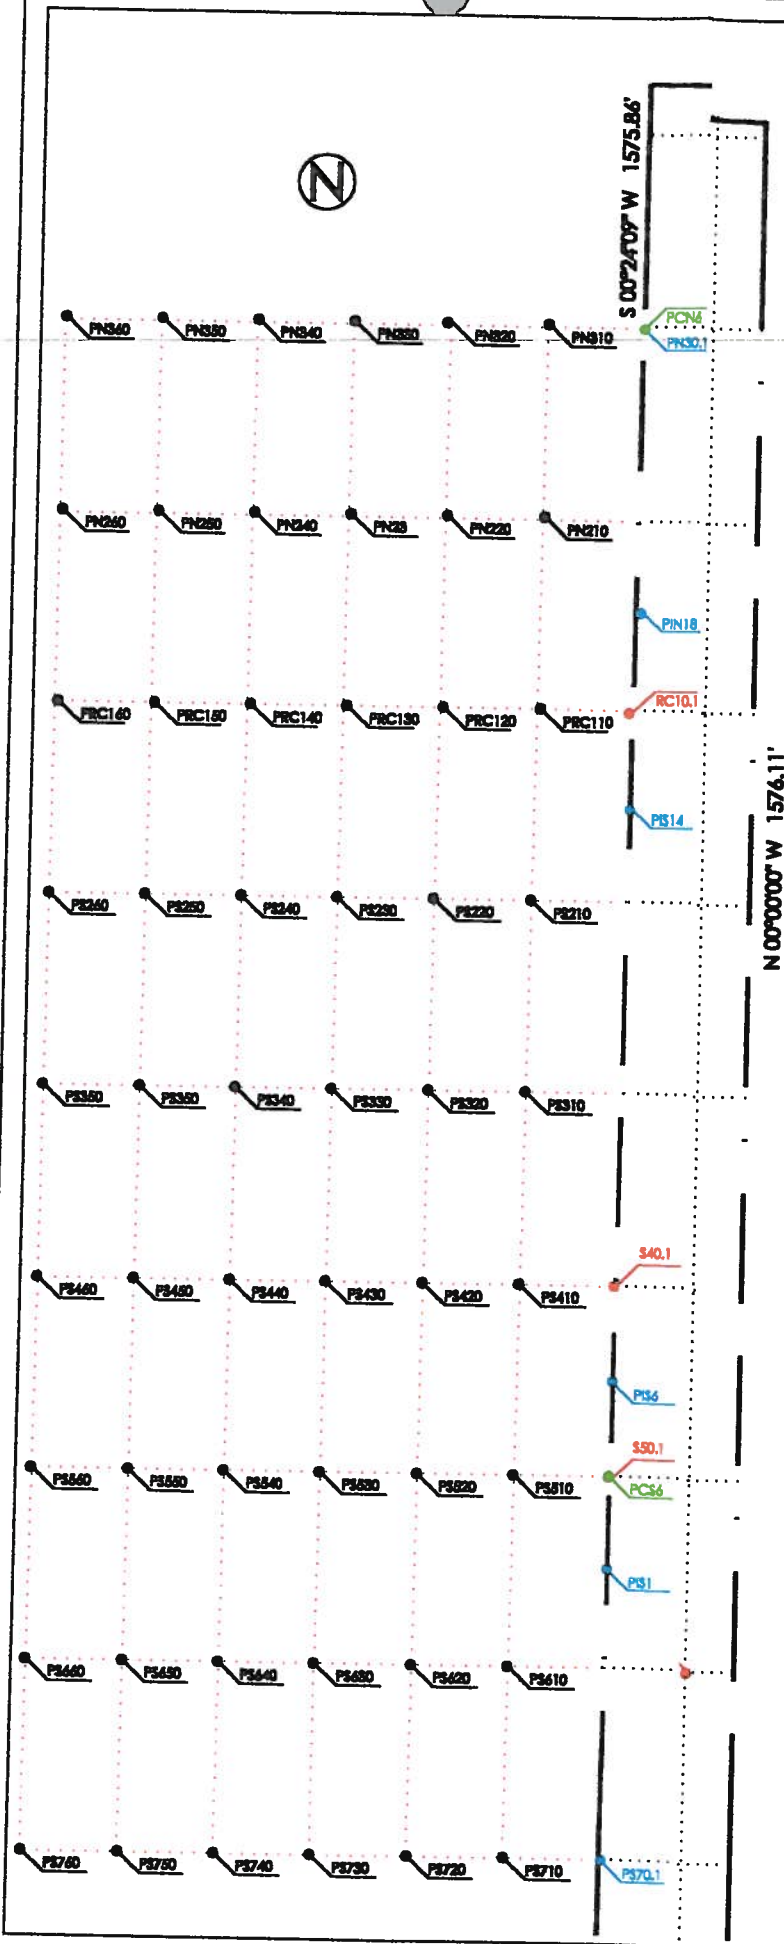 N
S 00°24'09" W 1575.86'
PCN6
PN360 PN350 PN340 PN330 PN320 PN310 PN30.1
PN260 PN250 PN240 PN23 PN220 PN210
PIN18
RC10.1
PRC160 PRC150 PRC140 PRC130 PRC120 PRC110
N 00°00'00" W 1576.11'
PIS14
PS260 PS250 PS240 PS230 PS220 PS210
PS350 PS350 PS340 PS330 PS320 PS310
S40.1
PS460 PS450 PS440 PS430 PS420 PS410
PIS6
S50.1
PS560 PS550 PS540 PS530 PS520 PS510 PCS6
PIS1
PS660 PS650 PS640 PS630 PS620 PS610
PS760 PS750 PS740 PS730 PS720 PS710 PS70.1